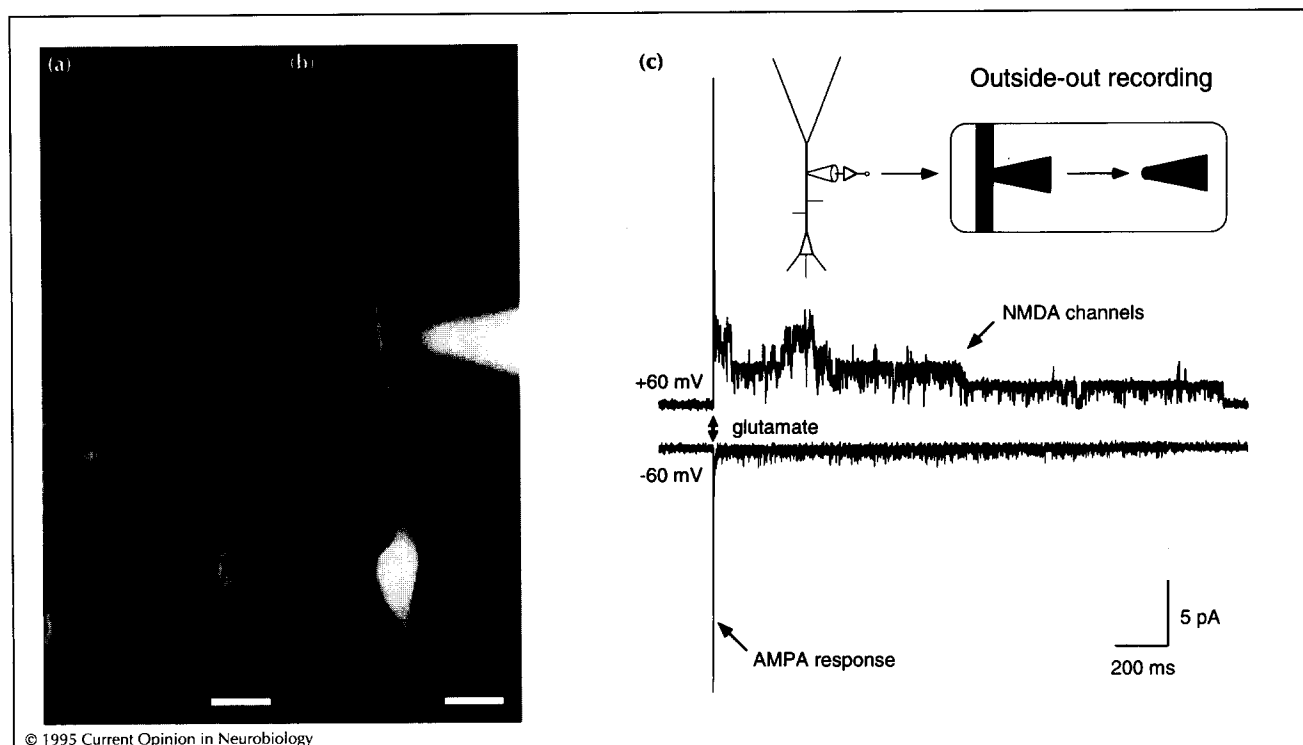 (a)
(b)
(c)
Outside-out recording
NMDA channels
+60 mV
glutamate
-60 mV
AMPA response
5 pA
200 ms
© 1995 Current Opinion in Neurobiology